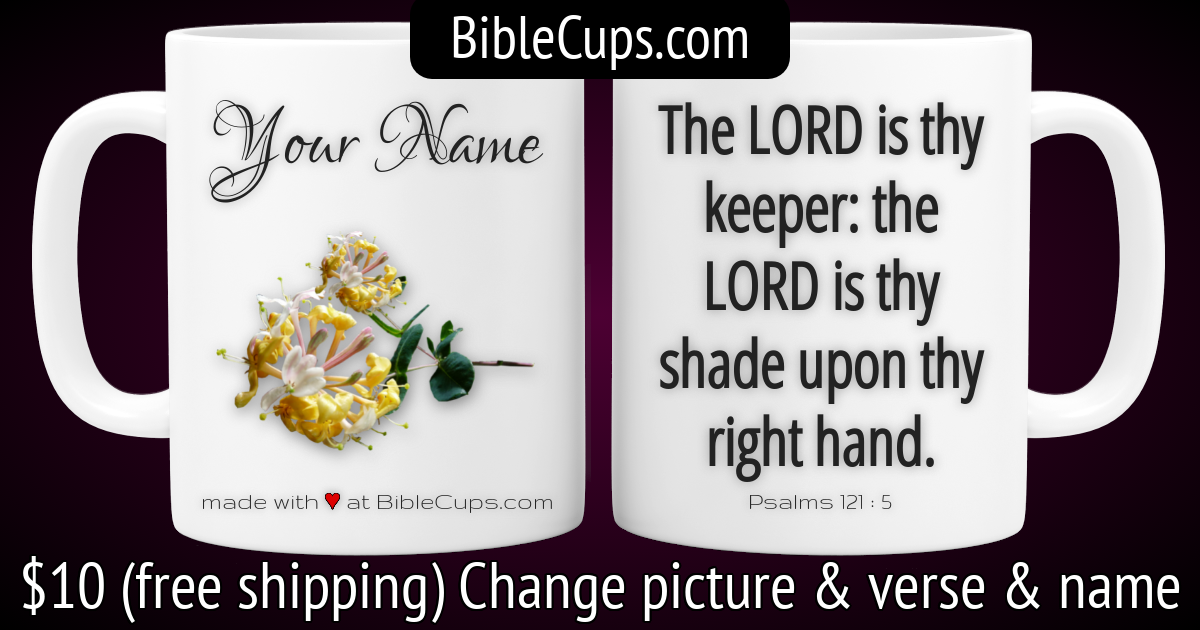 BibleCups.com
Your Name
made with ♥ at BibleCups.com
The LORD is thy
keeper: the
LORD is thy
shade upon thy
right hand.
Psalms 121 : 5
$10 (free shipping) Change picture & verse & name